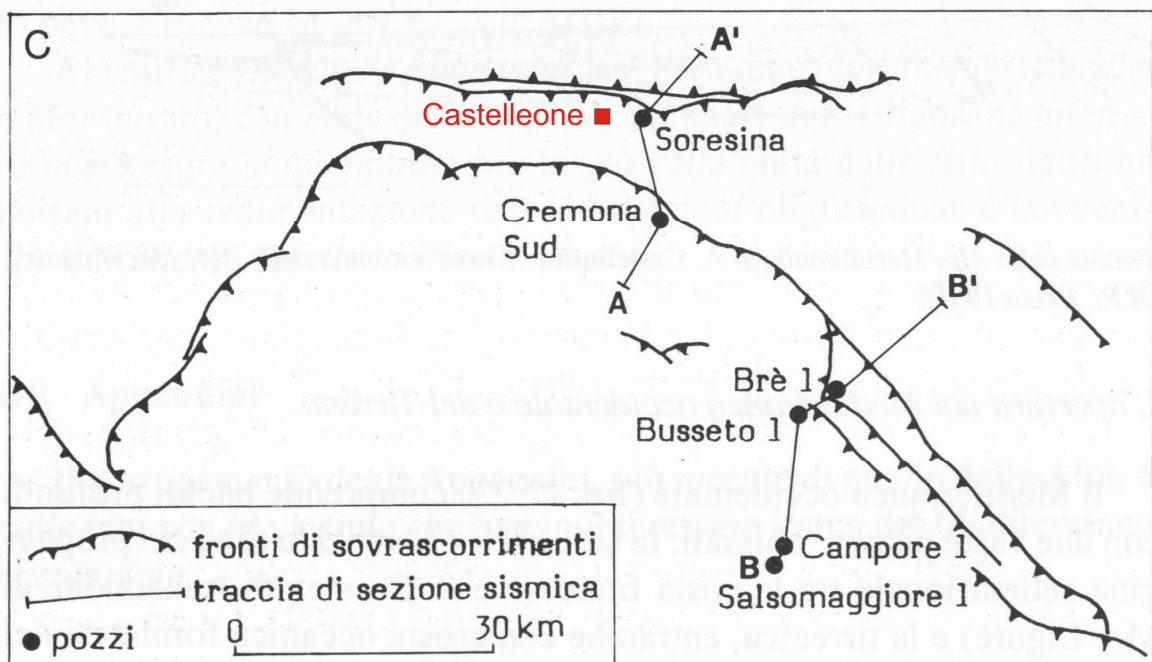 C
A'
Castelleone
Soresina
Cremona
Sud
A
B'
Brè 1
Busseto 1
Campore 1
B
Salsomaggiore 1
fronti di sovrascorrimenti
traccia di sezione sismica
pozzi
0 30 km